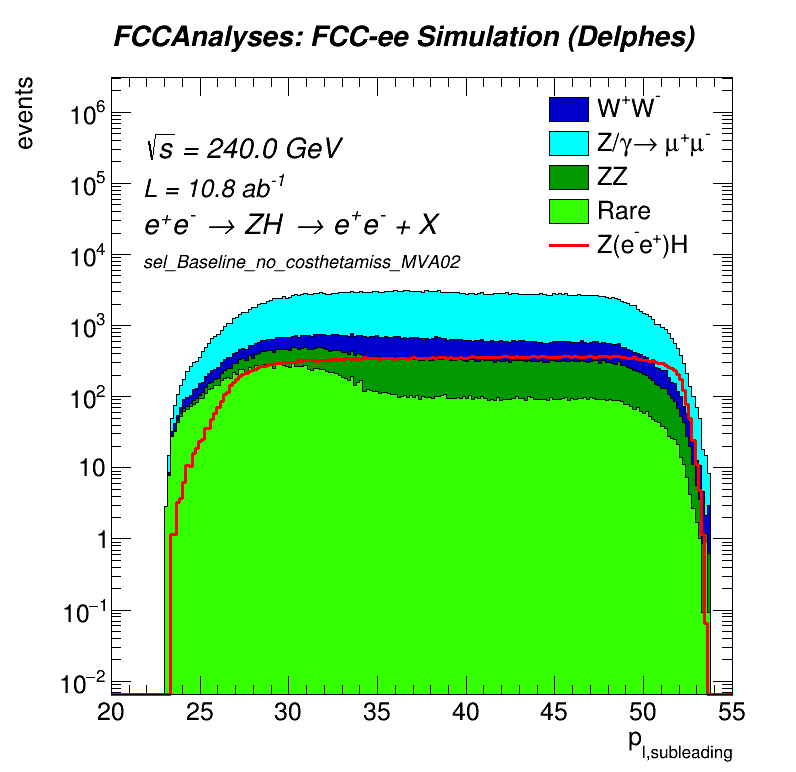 FCCAnalyses: FCC-ee Simulation (Delphes)
events
√s = 240.0 GeV
L = 10.8 ab⁻¹
e⁺e⁻ → ZH → e⁺e⁻ + X
sel_Baseline_no_costhetamiss_MVA02
W⁺W⁻
Z/γ→ μ⁺μ⁻
ZZ
Rare
Z(e⁻e⁺)H
10⁶
10⁵
10⁴
10³
10²
10
1
10⁻¹
10⁻²
20 25 30 35 40 45 50 55
p_l,subleading